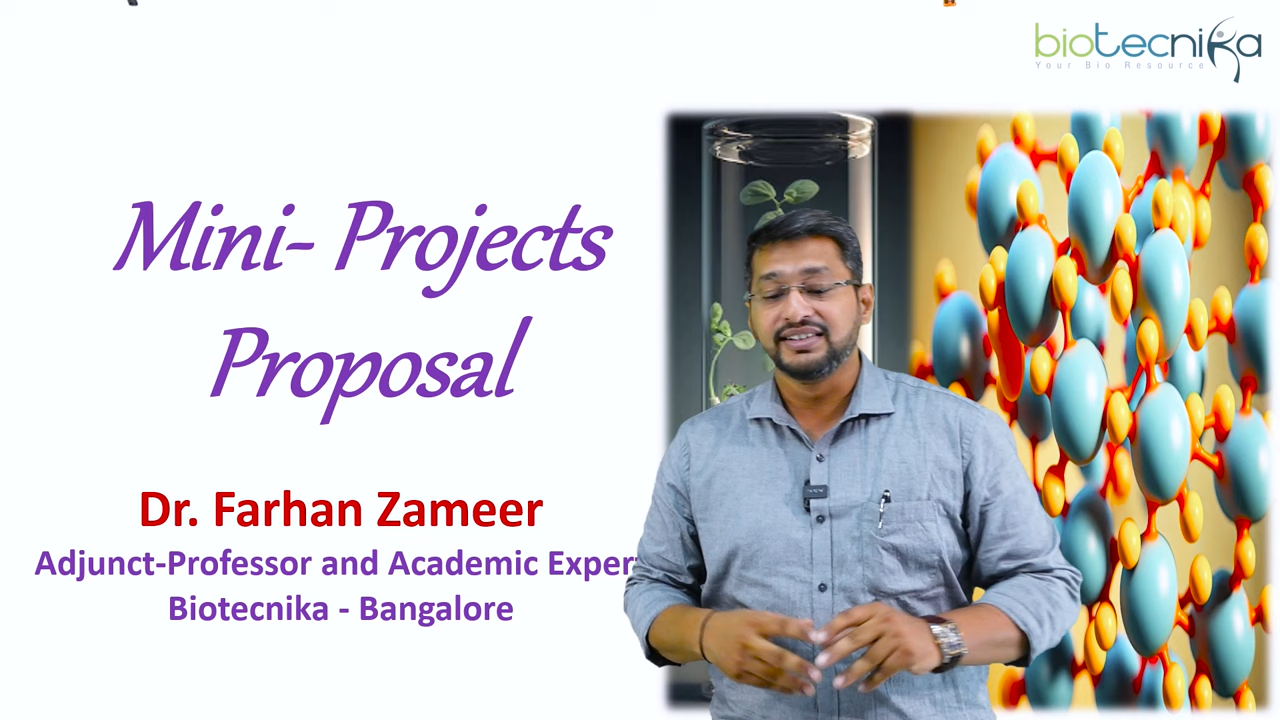 biotecnika
Your Bio Resource
Mini- Projects
Proposal
Dr. Farhan Zameer
Adjunct-Professor and Academic Exper
Biotecnika - Bangalore